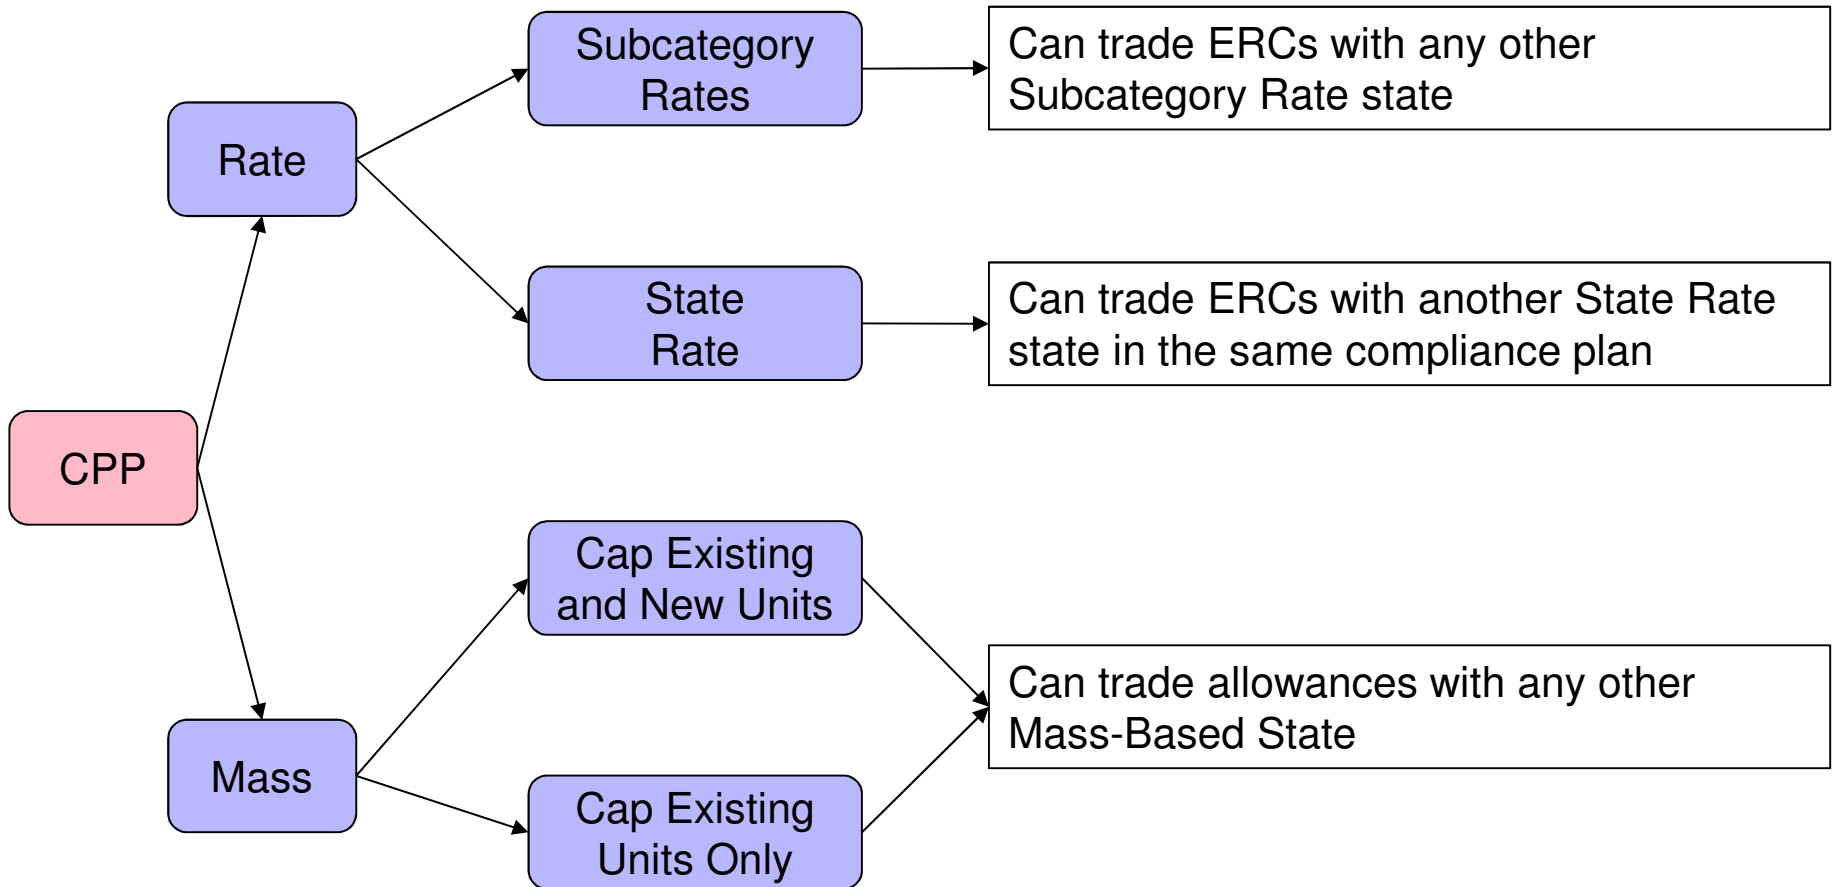 Subcategory
Rates
Can trade ERCs with any other
Subcategory Rate state
Rate
State
Rate
Can trade ERCs with another State Rate
state in the same compliance plan
CPP
Cap Existing
and New Units
Can trade allowances with any other
Mass-Based State
Mass
Cap Existing
Units Only